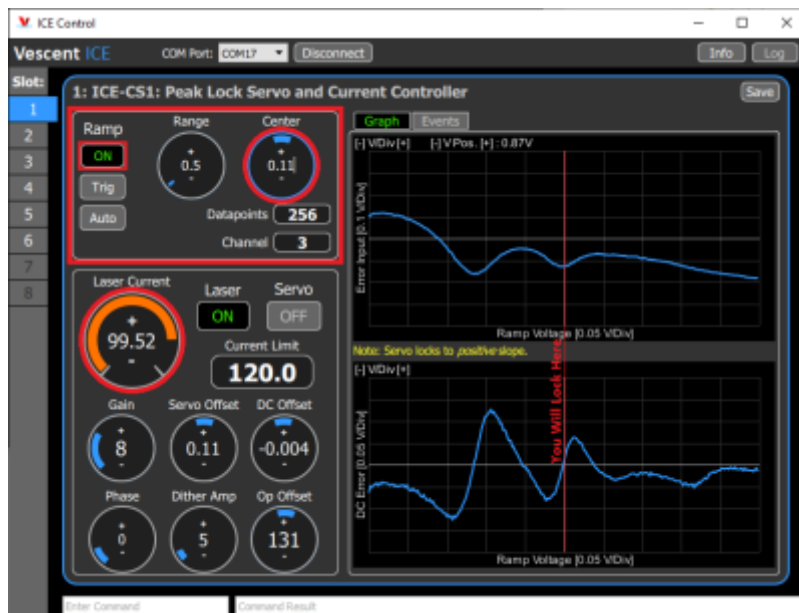 ICE Control
Vescent ICE COM Port: COM17 Disconnect Info Log
Slot:
1
2
3
4
5
6
7
8
1: ICE-CS1: Peak Lock Servo and Current Controller Save
Ramp Range Center
ON 0.5 0.11
Trig
Auto Datapoints 256
Channel 3
Laser Current Laser Servo
99.52 ON OFF
Current Limit
120.0
Gain Servo Offset DC Offset
8 0.11 -0.004
Phase Dither Amp Op Offset
0 5 131
Graph Events
[-] V/Div [+] [-] V Pos. [+] : 0.87V
Error Input [0.1 V/Div]
Ramp Voltage [0.05 V/Div]
Note: Servo locks to positive slope.
[-] V/Div [+]
You Will Lock Here
DC Error [0.05 V/Div]
Ramp Voltage [0.05 V/Div]
Enter Command Command Result